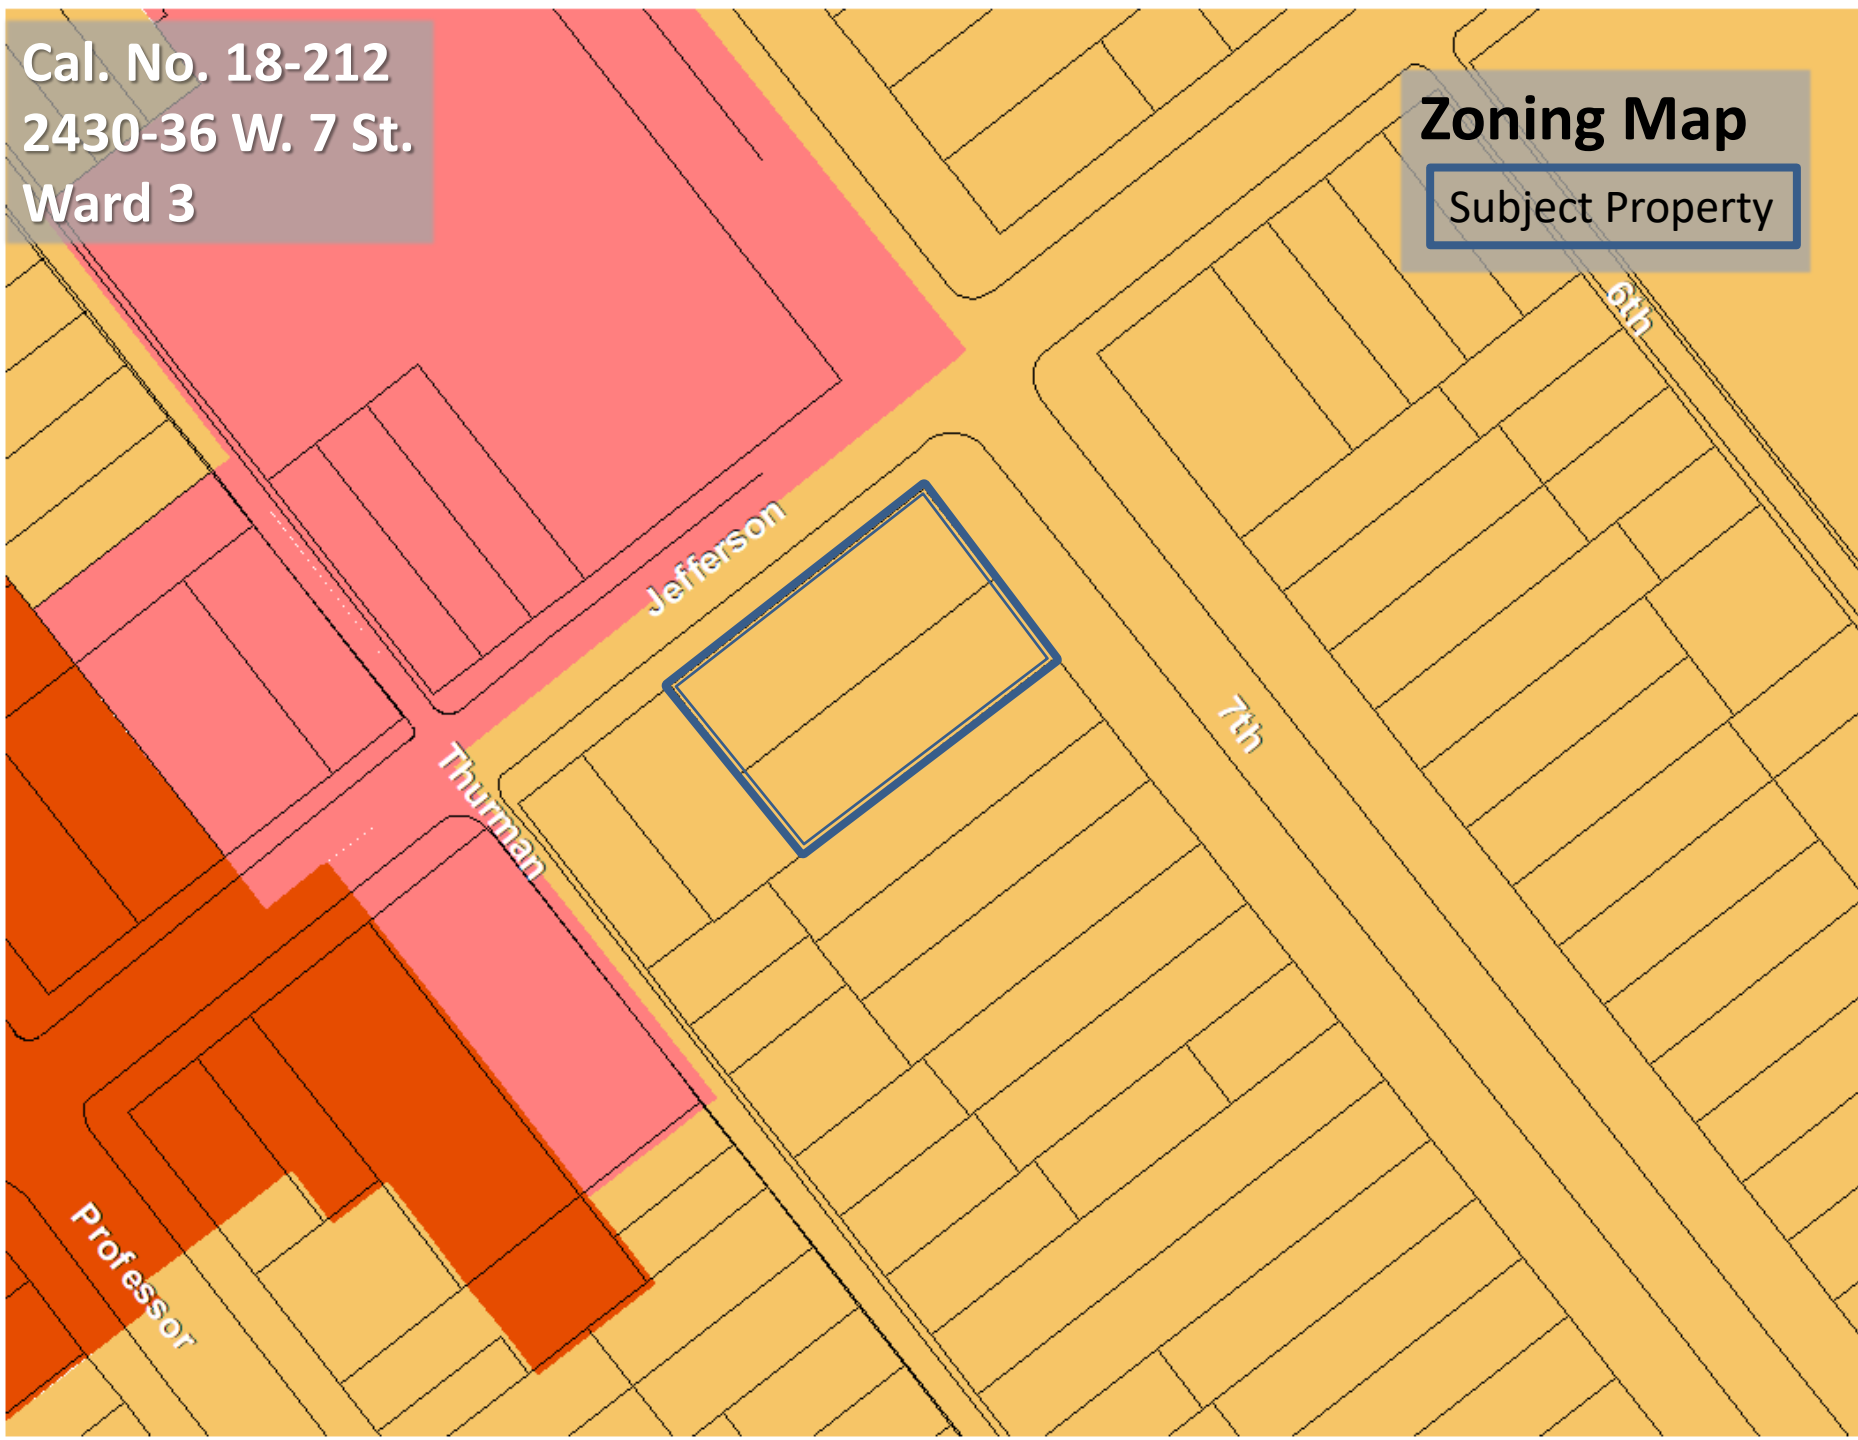 Cal. No. 18-212
2430-36 W. 7 St.
Ward 3
Zoning Map
Subject Property
6th
Jefferson
7th
Thurman
Professor